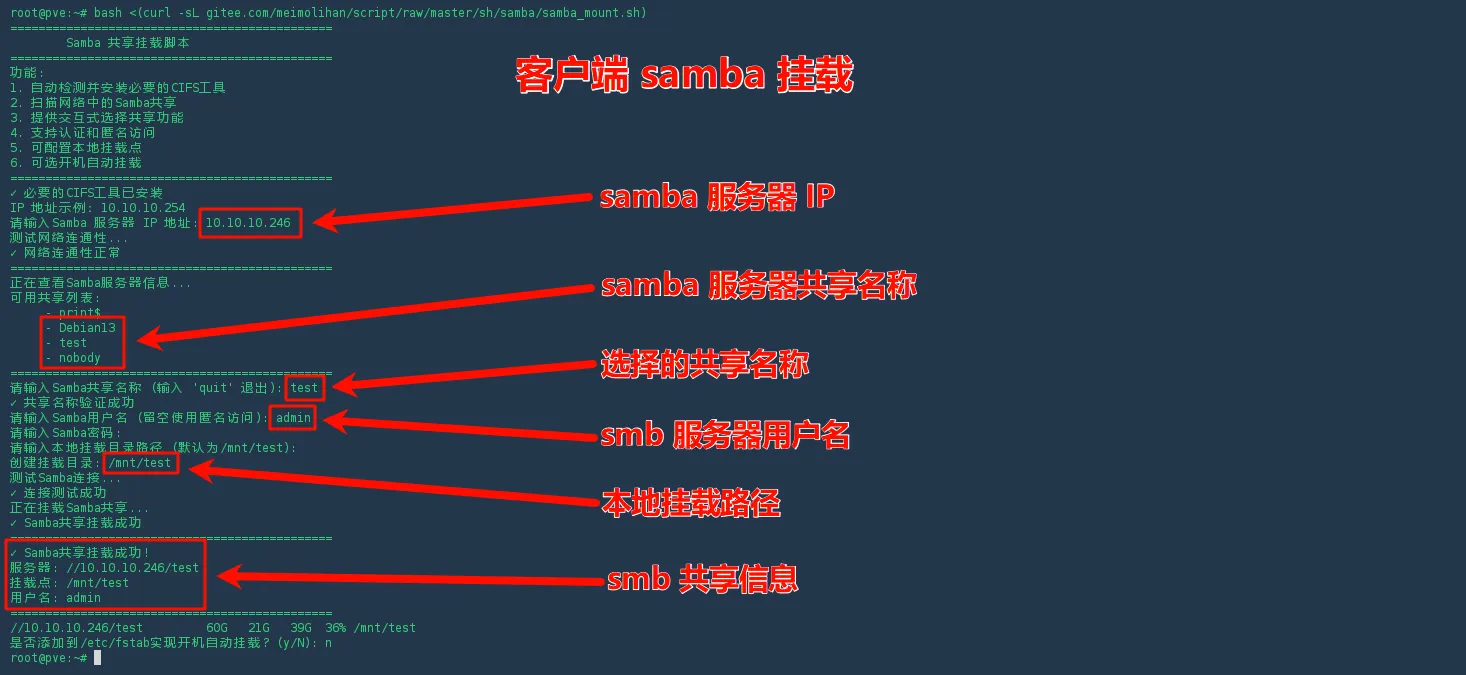 root@pve:~# bash <(curl -sL gitee.com/meimolihan/script/raw/master/sh/samba/samba_mount.sh)
==============================================
Samba 共享挂载脚本
==============================================
功能:
1. 自动检测并安装必要的CIFS工具
2. 扫描网络中的Samba共享
3. 提供交互式选择共享功能
4. 支持认证和匿名访问
5. 可配置本地挂载点
6. 可选开机自动挂载
==============================================
✓ 必要的CIFS工具已安装
IP 地址示例: 10.10.10.254
请输入Samba 服务器 IP 地址: 10.10.10.246
测试网络连通性...
✓ 网络连通性正常
==============================================
正在查看Samba服务器信息...
可用共享列表:
- print$
- Debian13
- test
- nobody
==============================================
请输入Samba共享名称 (输入 'quit' 退出): test
✓ 共享名称验证成功
请输入Samba用户名 (留空使用匿名访问): admin
请输入Samba密码:
请输入本地挂载目录路径 (默认为/mnt/test):
创建挂载目录: /mnt/test
测试Samba连接...
✓ 连接测试成功
正在挂载Samba共享...
✓ Samba共享挂载成功
==============================================
✓ Samba共享挂载成功!
服务器: //10.10.10.246/test
挂载点: /mnt/test
用户名: admin
==============================================
//10.10.10.246/test 60G 21G 39G 36% /mnt/test
是否添加到/etc/fstab实现开机自动挂载? (y/N): n
root@pve:~#
客户端 samba 挂载
samba 服务器 IP
samba 服务器共享名称
选择的共享名称
smb 服务器用户名
本地挂载路径
smb 共享信息